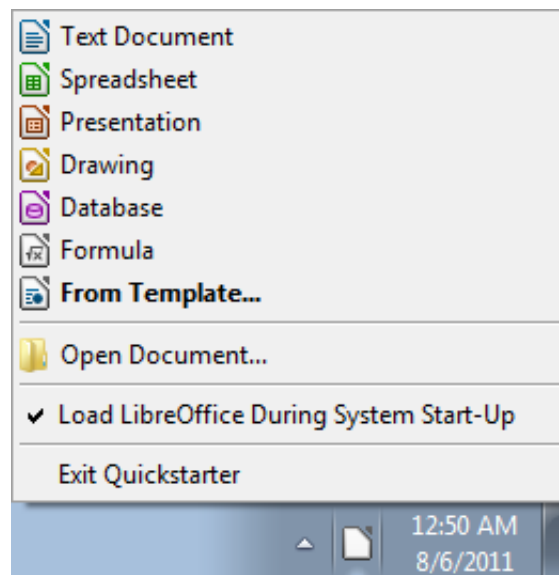 Text Document
Spreadsheet
Presentation
Drawing
Database
Formula
From Template...
Open Document...
Load LibreOffice During System Start-Up
Exit Quickstarter
12:50 AM
8/6/2011